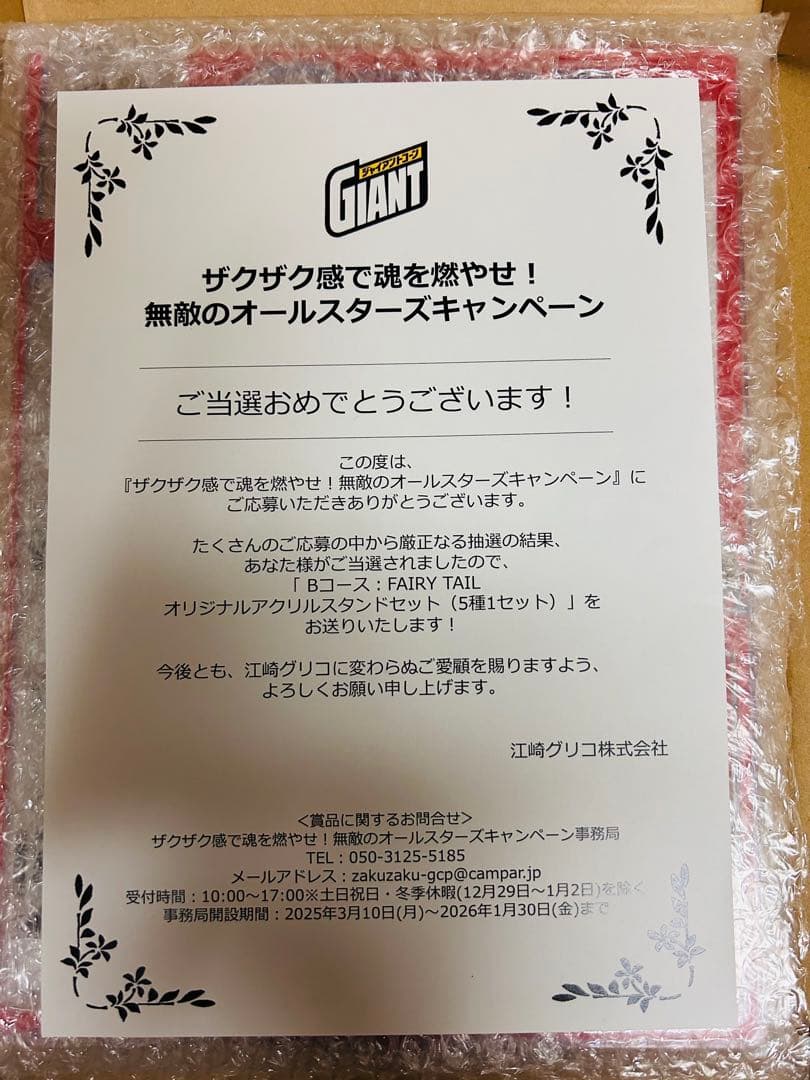 ジャイアントコーン
GIANT
ザクザク感で魂を燃やせ！
無敵のオールスターズキャンペーン
ご当選おめでとうございます！
この度は、
『ザクザク感で魂を燃やせ！無敵のオールスターズキャンペーン』に
ご応募いただきありがとうございます。
たくさんのご応募の中から厳正なる抽選の結果、
あなた様がご当選されましたので、
「 Bコース：FAIRY TAIL
オリジナルアクリルスタンドセット（5種1セット）」を
お送りいたします！
今後とも、江崎グリコに変わらぬご愛顧を賜りますよう、
よろしくお願い申し上げます。
江崎グリコ株式会社
＜賞品に関するお問合せ＞
ザクザク感で魂を燃やせ！無敵のオールスターズキャンペーン事務局
TEL：050-3125-5185
メールアドレス：zakuzaku-gcp@campar.jp
受付時間：10:00～17:00※土日祝日・冬季休暇(12月29日～1月2日)を除く
事務局開設期間：2025年3月10日(月)～2026年1月30日(金)まで